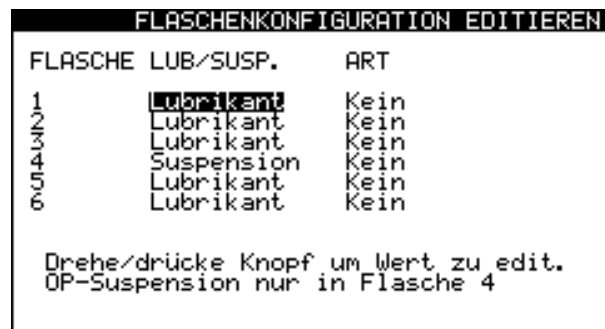 FLASCHENKONFIGURATION EDITIEREN
FLASCHE LUB/SUSP. ART
1 Lubrikant Kein
2 Lubrikant Kein
3 Lubrikant Kein
4 Suspension Kein
5 Lubrikant Kein
6 Lubrikant Kein
Drehe/drücke Knopf um Wert zu edit.
OP-Suspension nur in Flasche 4